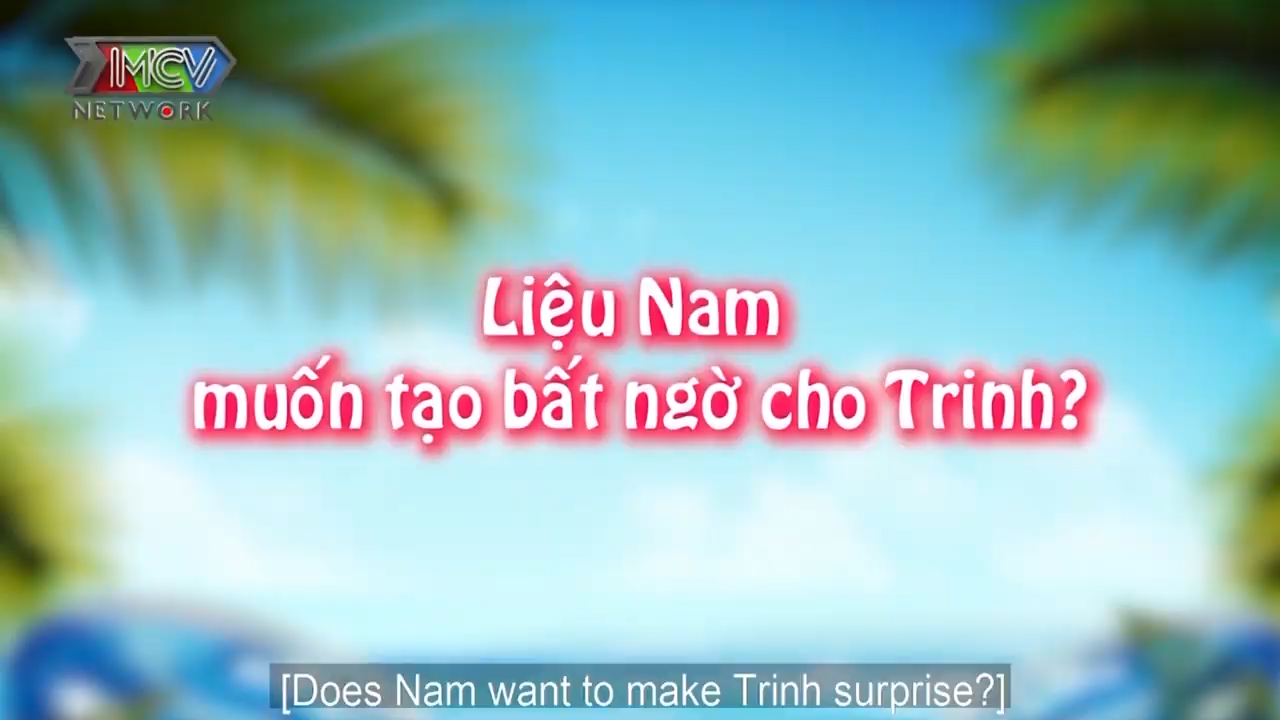 MCV
NETWORK
Liệu Nam
muốn tạo bất ngờ cho Trinh?
[Does Nam want to make Trinh surprise?]